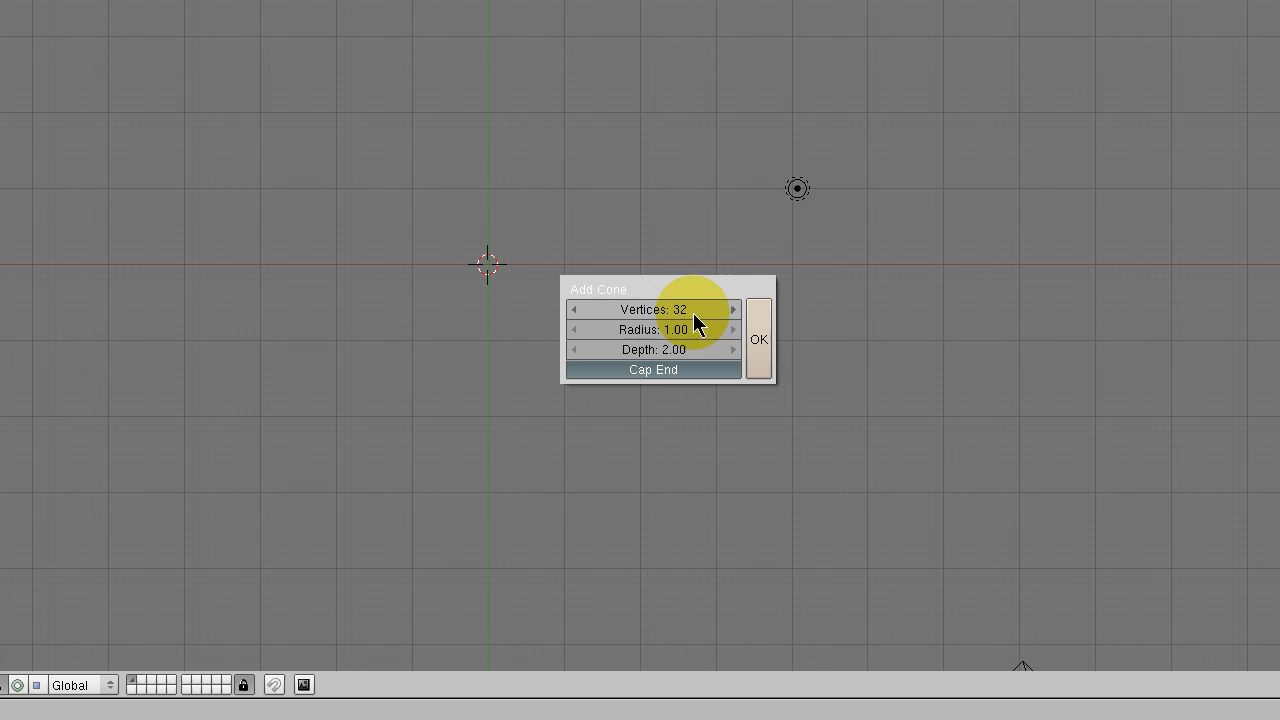 Add Cone
Vertices: 32
Radius: 1.00
Depth: 2.00
Cap End
OK
Global